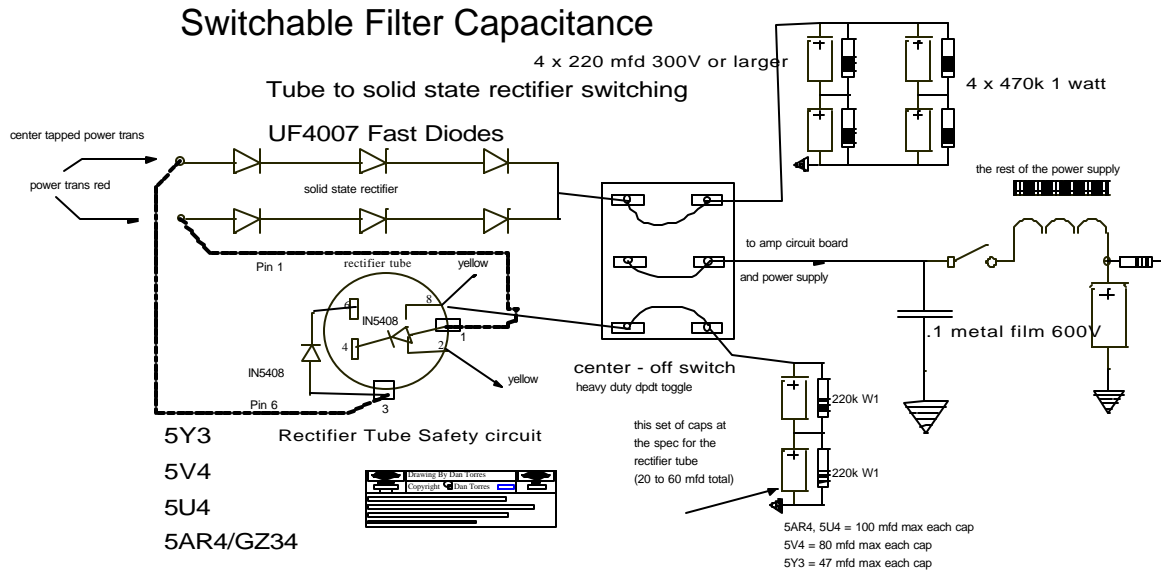 Switchable Filter Capacitance
4 x 220 mfd 300V or larger
Tube to solid state rectifier switching
4 x 470k 1 watt
center tapped power trans
UF4007 Fast Diodes
power trans red
solid state rectifier
the rest of the power supply
to amp circuit board
and power supply
Pin 1
rectifier tube
yellow
6
8
IN5408
1
4
2
.1 metal film 600V
IN5408
yellow
center - off switch
heavy duty dpdt toggle
Pin 6
3
220k W1
5Y3
Rectifier Tube Safety circuit
this set of caps at
the spec for the
rectifier tube
(20 to 60 mfd total)
220k W1
5V4
Drawing By Dan Torres
Copyright Dan Torres
5U4
5AR4/GZ34
5AR4, 5U4 = 100 mfd max each cap
5V4 = 80 mfd max each cap
5Y3 = 47 mfd max each cap